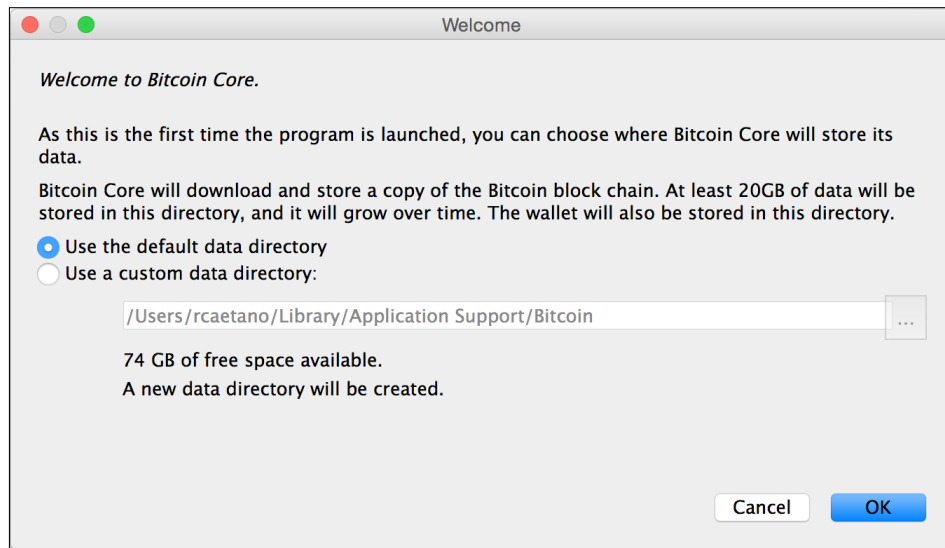 Welcome
Welcome to Bitcoin Core.
As this is the first time the program is launched, you can choose where Bitcoin Core will store its
data.
Bitcoin Core will download and store a copy of the Bitcoin block chain. At least 20GB of data will be
stored in this directory, and it will grow over time. The wallet will also be stored in this directory.
Use the default data directory
Use a custom data directory:
/Users/rcaetano/Library/Application Support/Bitcoin
...
74 GB of free space available.
A new data directory will be created.
Cancel OK